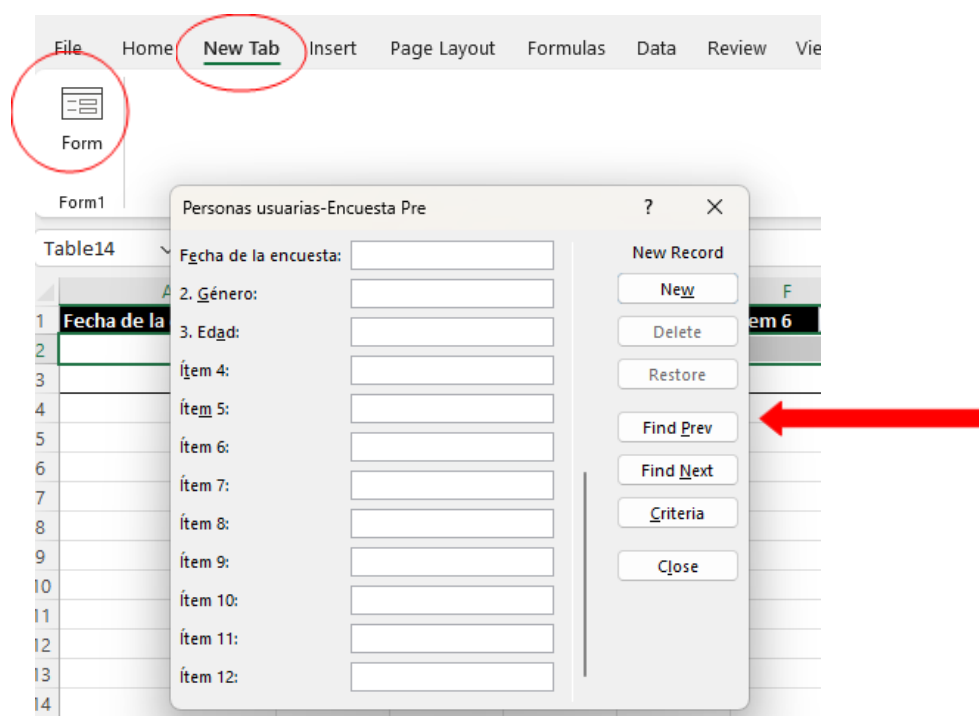 File Home New Tab Insert Page Layout Formulas Data Review Vie
Form
Form1
Table14
Personas usuarias-Encuesta Pre ?
Fecha de la encuesta:
2. Género:
3. Edad:
Ítem 4:
Ítem 5:
Ítem 6:
Ítem 7:
Ítem 8:
Ítem 9:
Ítem 10:
Ítem 11:
Ítem 12:
New Record
New
Delete
Restore
Find Prev
Find Next
Criteria
Close
A F
1 Fecha de la em 6
2
3
4
5
6
7
8
9
10
11
12
13
14